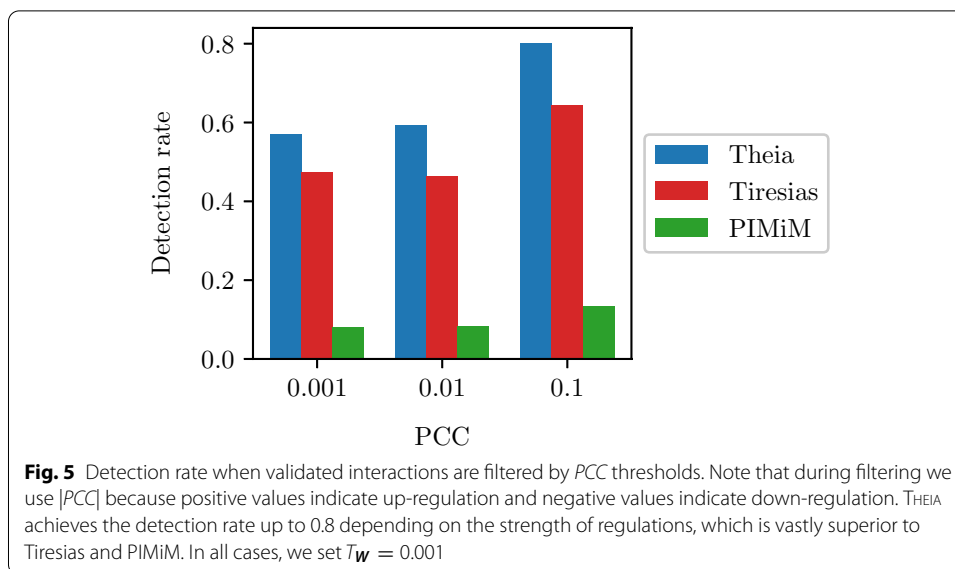 0.8
0.6
0.4
0.2
0.0
Detection rate
0.001
0.01
0.1
PCC
Theia
Tiresias
PIMiM
Fig. 5 Detection rate when validated interactions are filtered by PCC thresholds. Note that during filtering we
use |PCC| because positive values indicate up-regulation and negative values indicate down-regulation. THEIA
achieves the detection rate up to 0.8 depending on the strength of regulations, which is vastly superior to
Tiresias and PIMiM. In all cases, we set T_W = 0.001